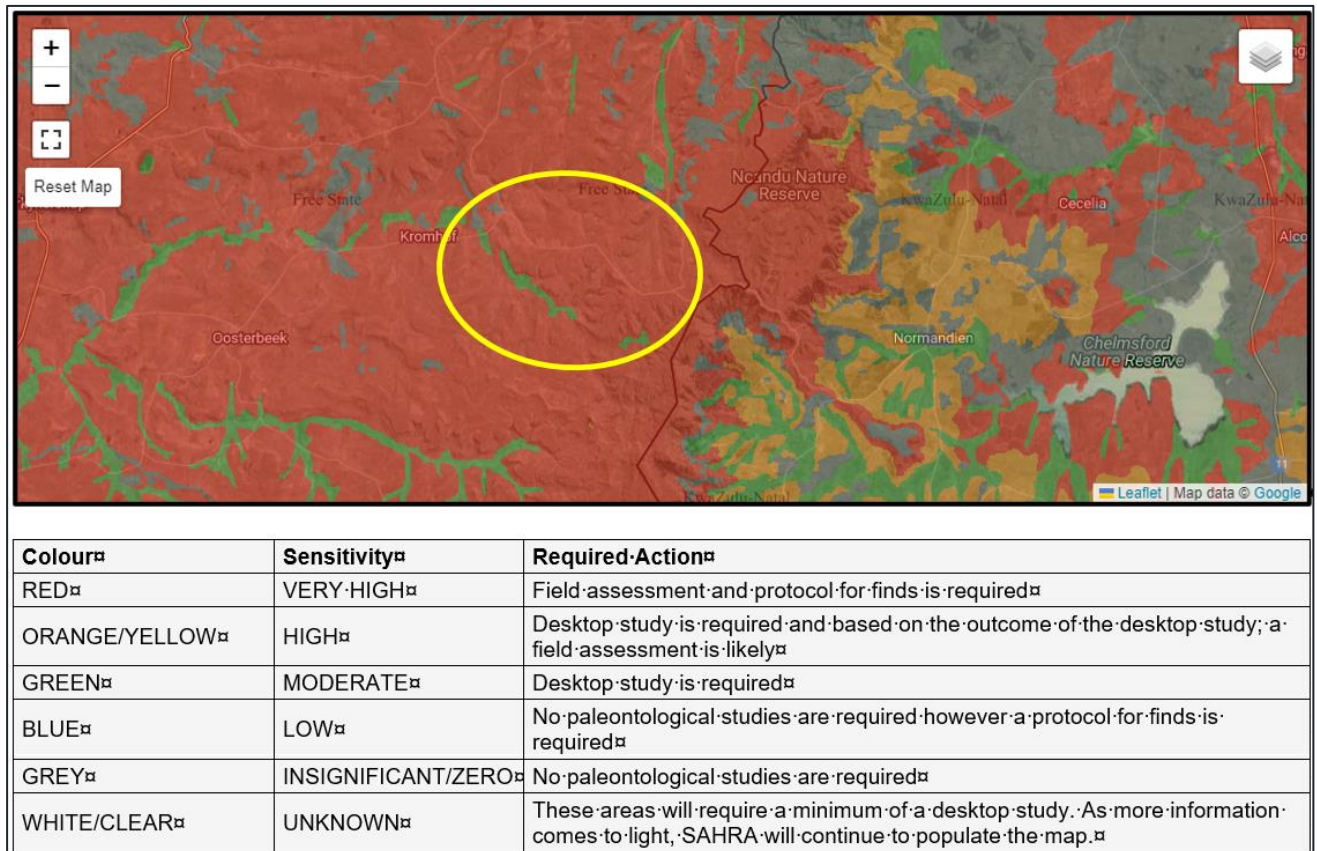 +
−
Reset Map
Free State
Free State
Ncandu Nature
Reserve
KwaZulu-Natal
Cecelia
KwaZulu-Na
Kromhof
Alco
Oosterbeek
Normandien
Chelmsford
Nature Reserve
11
KwaZulu-Natal
Leaflet | Map data © Google
Colour¤ Sensitivity¤ Required·Action¤
RED¤ VERY·HIGH¤ Field·assessment·and·protocol·for·finds·is·required¤
ORANGE/YELLOW¤ HIGH¤ Desktop·study·is·required·and·based·on·the·outcome·of·the·desktop·study;·a·
field·assessment·is·likely¤
GREEN¤ MODERATE¤ Desktop·study·is·required¤
BLUE¤ LOW¤ No·paleontological·studies·are·required·however·a·protocol·for·finds·is·
required¤
GREY¤ INSIGNIFICANT/ZERO¤ No·paleontological·studies·are·required¤
WHITE/CLEAR¤ UNKNOWN¤ These·areas·will·require·a·minimum·of·a·desktop·study.·As·more·information·
comes·to·light,·SAHRA·will·continue·to·populate·the·map.¤